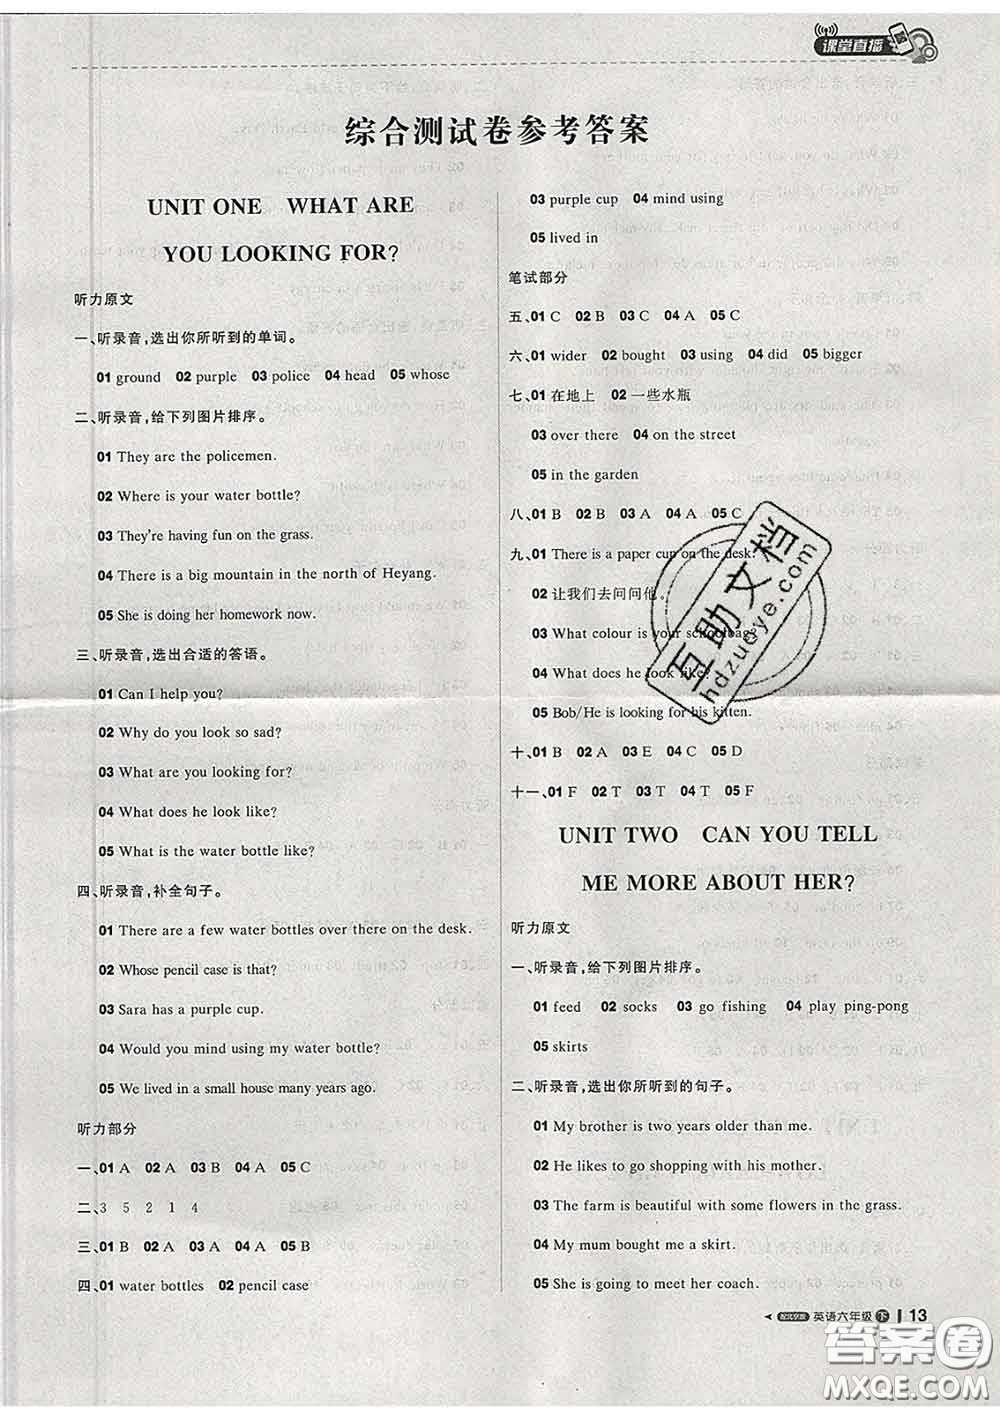 课堂直播
综合测试卷参考答案
UNIT ONE WHAT ARE
YOU LOOKING FOR?
听力原文
一、听录音,选出你所听到的单词。
01 ground 02 purple 03 police 04 head 05 whose
二、听录音,给下列图片排序。
01 They are the policemen.
02 Where is your water bottle?
03 They're having fun on the grass.
04 There is a big mountain in the north of Heyang.
05 She is doing her homework now.
三、听录音,选出合适的答语。
01 Can I help you?
02 Why do you look so sad?
03 What are you looking for?
04 What does he look like?
05 What is the water bottle like?
四、听录音,补全句子。
01 There are a few water bottles over there on the desk.
02 Whose pencil case is that?
03 Sara has a purple cup.
04 Would you mind using my water bottle?
05 We lived in a small house many years ago.
听力部分
一、01 A 02 A 03 B 04 A 05 C
二、3 5 2 1 4
三、01 B 02 A 03 B 04 A 05 B
四、01 water bottles 02 pencil case
03 purple cup 04 mind using
05 lived in
笔试部分
五、01 C 02 B 03 C 04 A 05 C
六、01 wider 02 bought 03 using 04 did 05 bigger
七、01 在地上 02 一些水瓶
03 over there 04 on the street
05 in the garden
八、01 B 02 B 03 C 04 A 05 C
九、01 There is a paper cup on the desk.
02 让我们去问问他。
03 What colour is your schoolbag?
04 What does he look like?
05 Bob/He is looking for his kitten.
十、01 B 02 A 03 E 04 C 05 D
十一、01 F 02 T 03 T 04 T 05 F
UNIT TWO CAN YOU TELL
ME MORE ABOUT HER?
听力原文
一、听录音,给下列图片排序。
01 feed 02 socks 03 go fishing 04 play ping-pong
05 skirts
二、听录音,选出你所听到的句子。
01 My brother is two years older than me.
02 He likes to go shopping with his mother.
03 The farm is beautiful with some flowers in the grass.
04 My mum bought me a skirt.
05 She is going to meet her coach.
英语六年级 下 13
互助文档
hdzuoye.com
答案圈
MXQE.COM